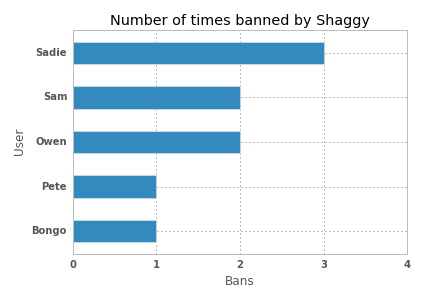 Number of times banned by Shaggy
User
Sadie
Sam
Owen
Pete
Bongo
0 1 2 3 4
Bans